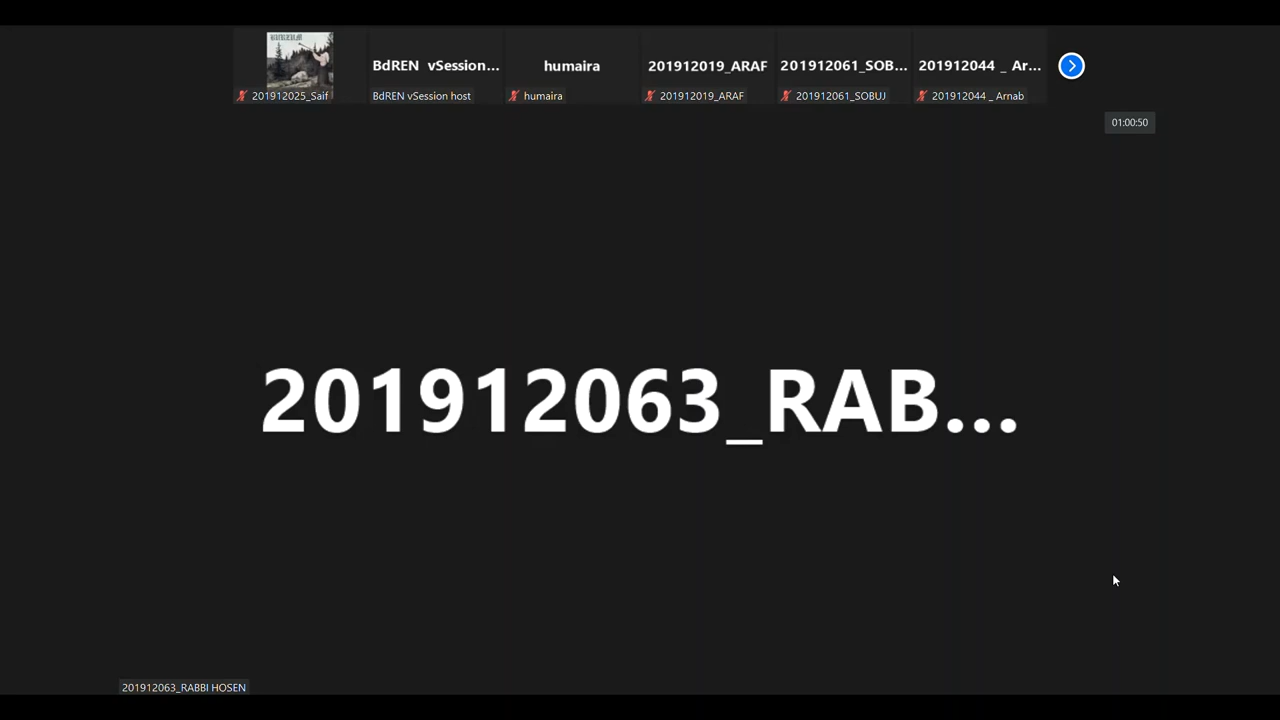 BURZUM
BdREN vSession...
humaira
201912019_ARAF
201912061_SOB...
201912044 _ Ar...
201912025_Saif
BdREN vSession host
humaira
201912019_ARAF
201912061_SOBUJ
201912044 _ Arnab
01:00:50
201912063_RAB...
201912063_RABBI HOSEN